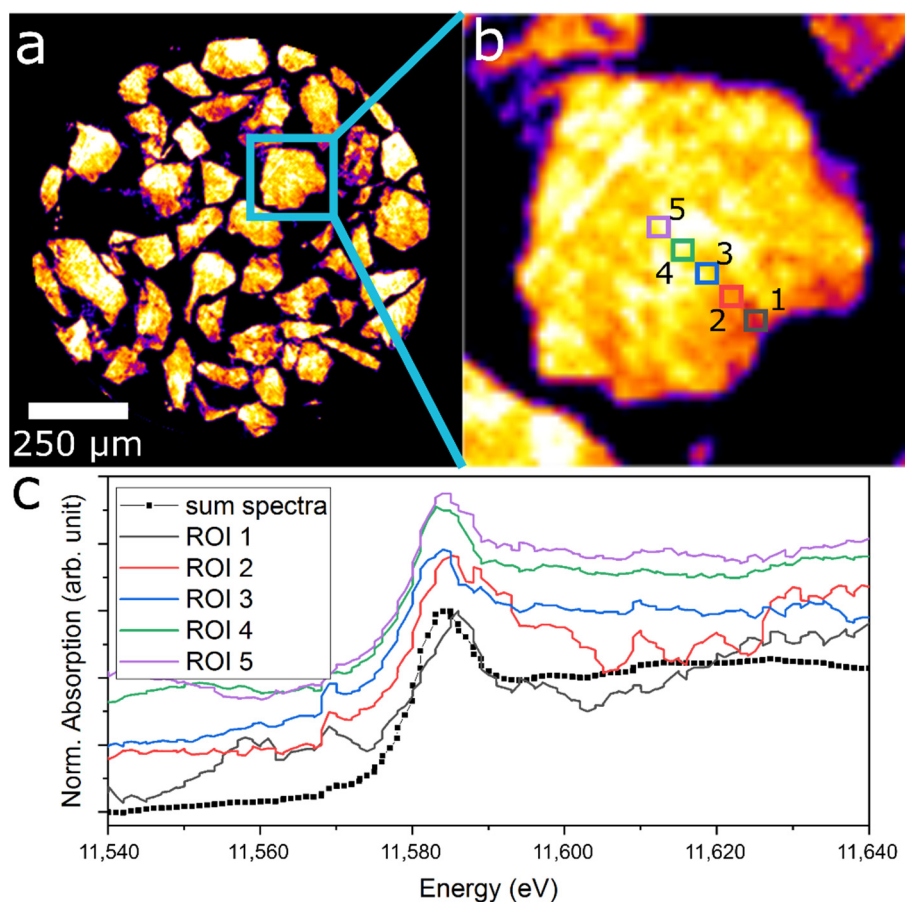 a
250 µm
b
5
4
3
2
1
c
sum spectra
ROI 1
ROI 2
ROI 3
ROI 4
ROI 5
Norm. Absorption (arb. unit)
11,540 11,560 11,580 11,600 11,620 11,640
Energy (eV)